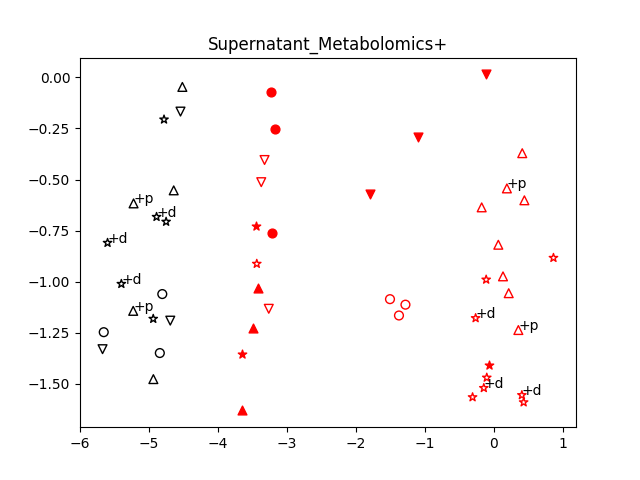 Supernatant_Metabolomics+
0.00
−0.25
−0.50
−0.75
−1.00
−1.25
−1.50
+p
+d
+d
+d
+p
+p
+d
+p
+d
+d
−6
−5
−4
−3
−2
−1
0
1